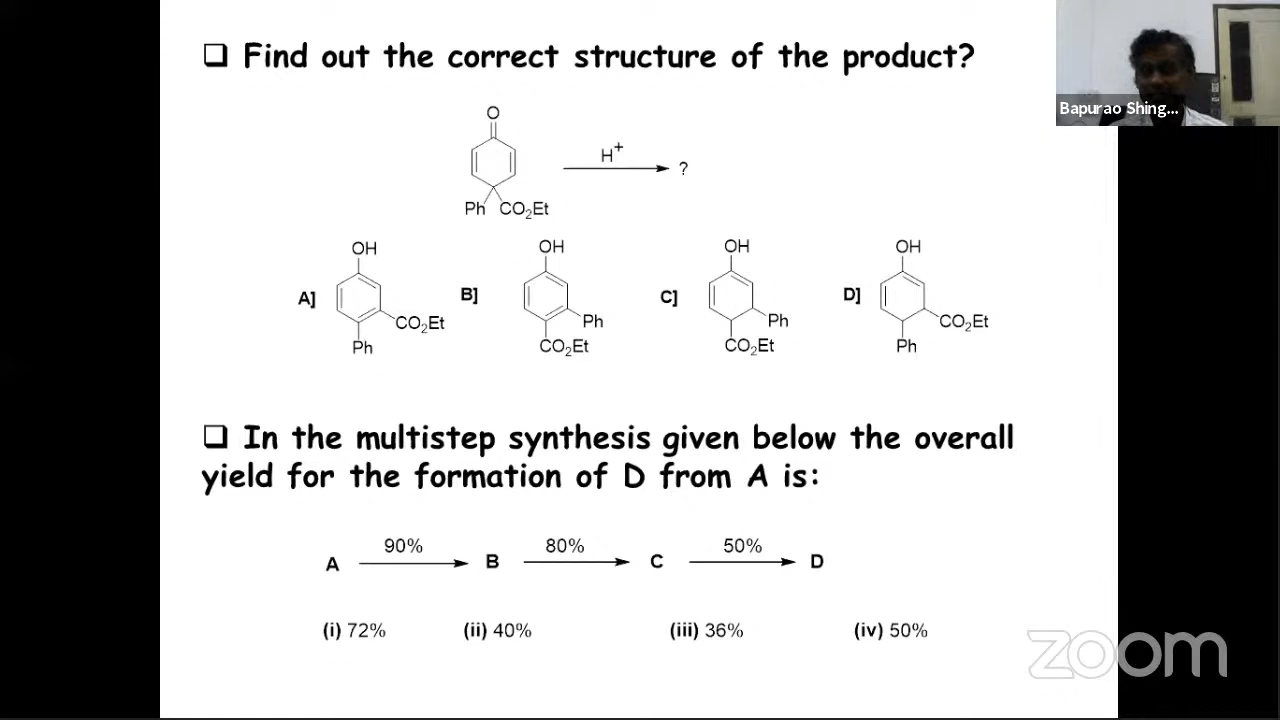 ❑ Find out the correct structure of the product?
Bapurao Shing...
O
H+
?
Ph CO2Et
OH OH OH OH
A] B] C] D]
CO2Et Ph Ph CO2Et
Ph CO2Et CO2Et Ph
❑ In the multistep synthesis given below the overall
yield for the formation of D from A is:
90% 80% 50%
A B C D
(i) 72% (ii) 40% (iii) 36% (iv) 50%
zoom